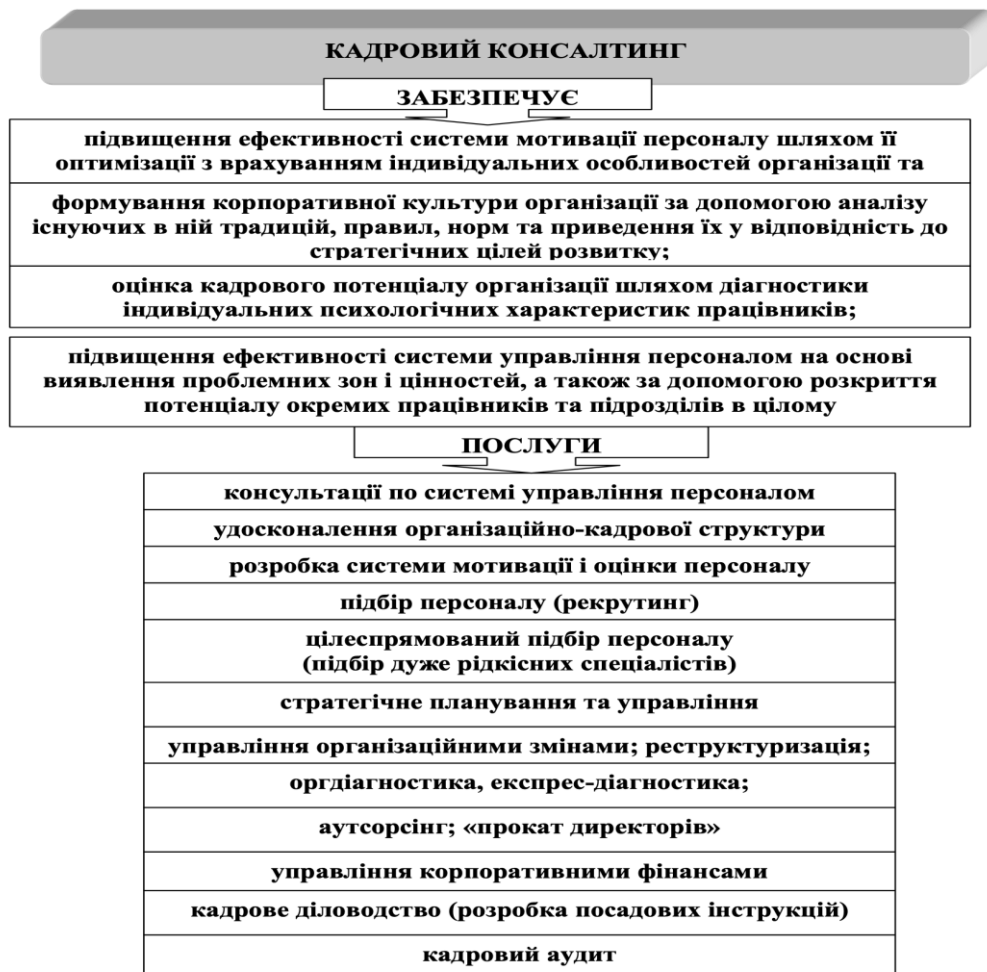 КАДРОВИЙ КОНСАЛТИНГ
ЗАБЕЗПЕЧУЄ
підвищення ефективності системи мотивації персоналу шляхом її
оптимізації з врахуванням індивідуальних особливостей організації та
формування корпоративної культури організації за допомогою аналізу
існуючих в ній традицій, правил, норм та приведення їх у відповідність до
стратегічних цілей розвитку;
оцінка кадрового потенціалу організації шляхом діагностики
індивідуальних психологічних характеристик працівників;
підвищення ефективності системи управління персоналом на основі
виявлення проблемних зон і цінностей, а також за допомогою розкриття
потенціалу окремих працівників та підрозділів в цілому
ПОСЛУГИ
консультації по системі управління персоналом
удосконалення організаційно-кадрової структури
розробка системи мотивації і оцінки персоналу
підбір персоналу (рекрутинг)
цілеспрямований підбір персоналу
(підбір дуже рідкісних спеціалістів)
стратегічне планування та управління
управління організаційними змінами; реструктуризація;
оргдіагностика, експрес-діагностика;
аутсорсінг; «прокат директорів»
управління корпоративними фінансами
кадрове діловодство (розробка посадових інструкцій)
кадровий аудит